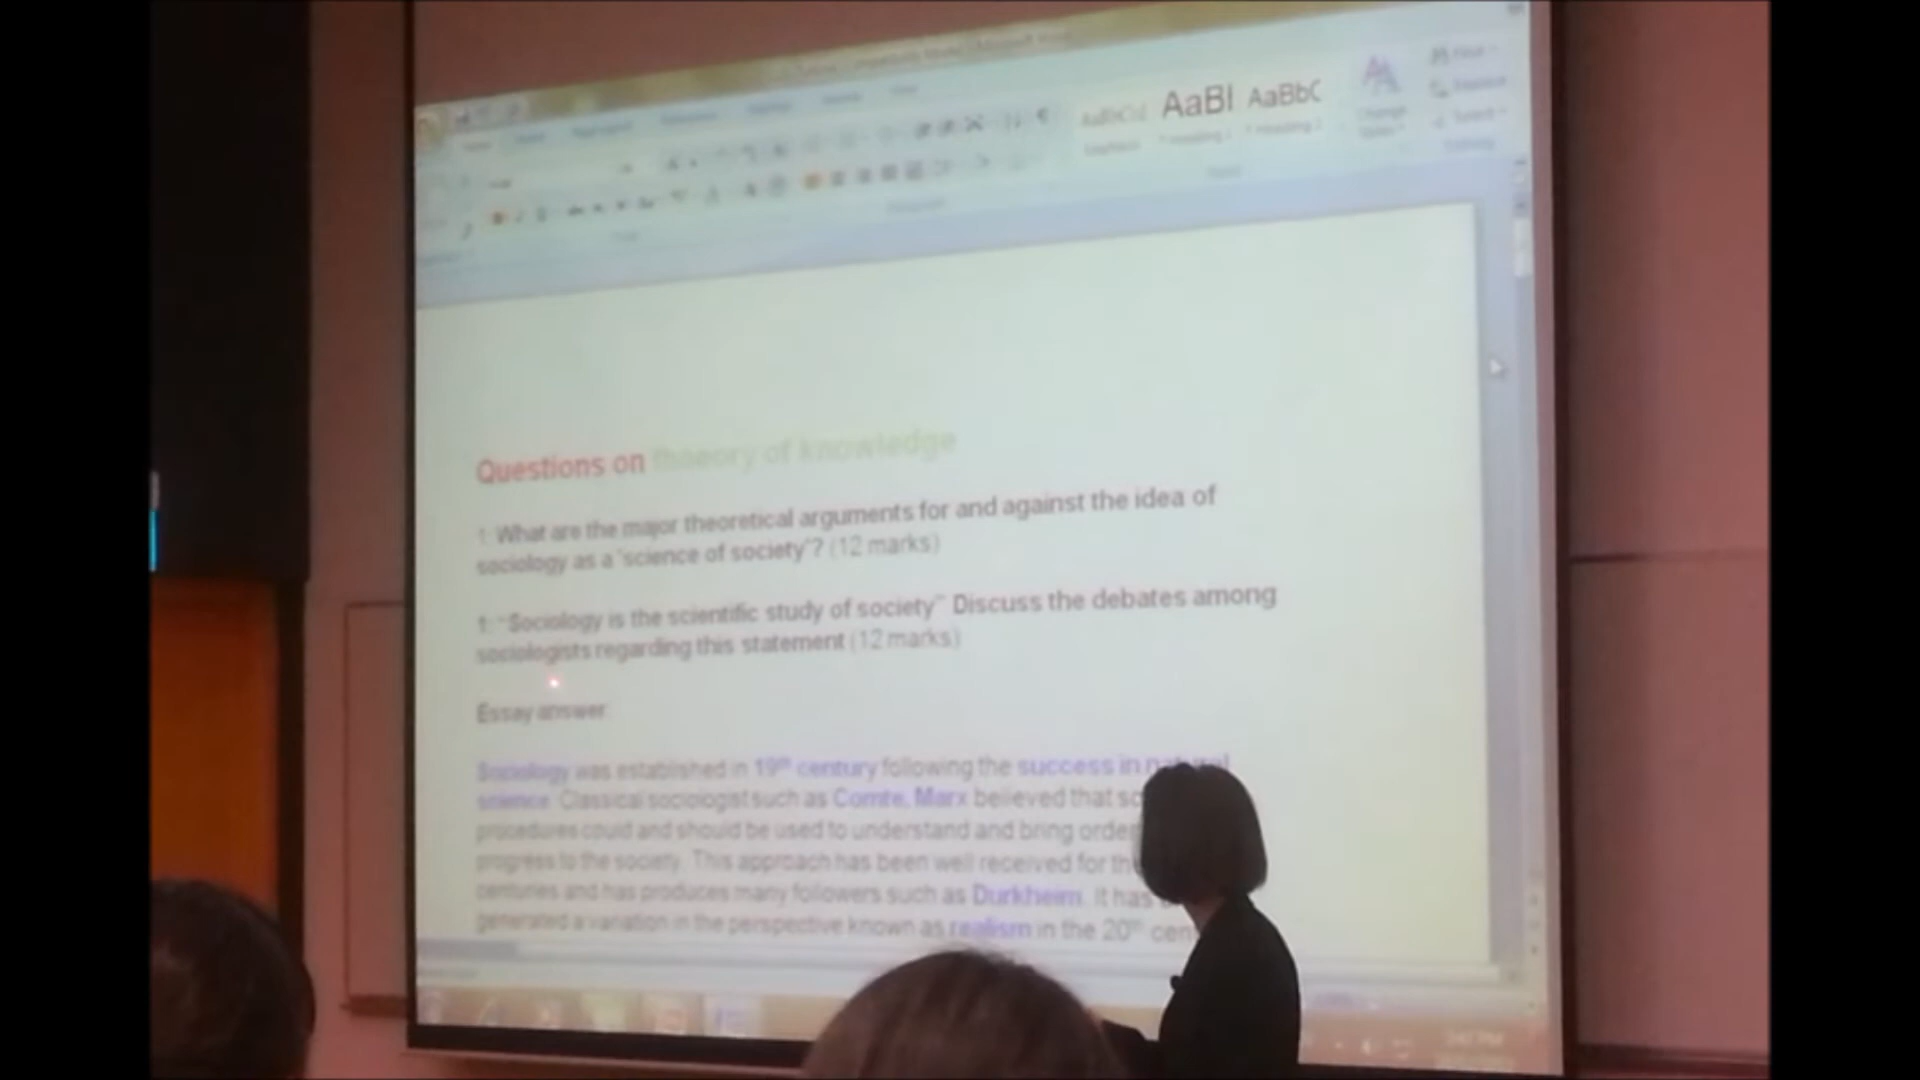 AaBl AaBbC
Change
Questions on theeory of knowledge
1. What are the major theoretical arguments for and against the idea of
sociology as a 'science of society'? (12 marks)
1. "Sociology is the scientific study of society" Discuss the debates among
sociologists regarding this statement (12 marks)
Essay answer
Sociology was established in 19th century following the success in natural
science. Classical sociologist such as Comte, Marx believed that
procedures could and should be used to understand and bring order
progress to the society. This approach has been well received for
centuries and has produces many followers such as Durkheim. It has
generated a variation in the perspective known as realism in the 20th